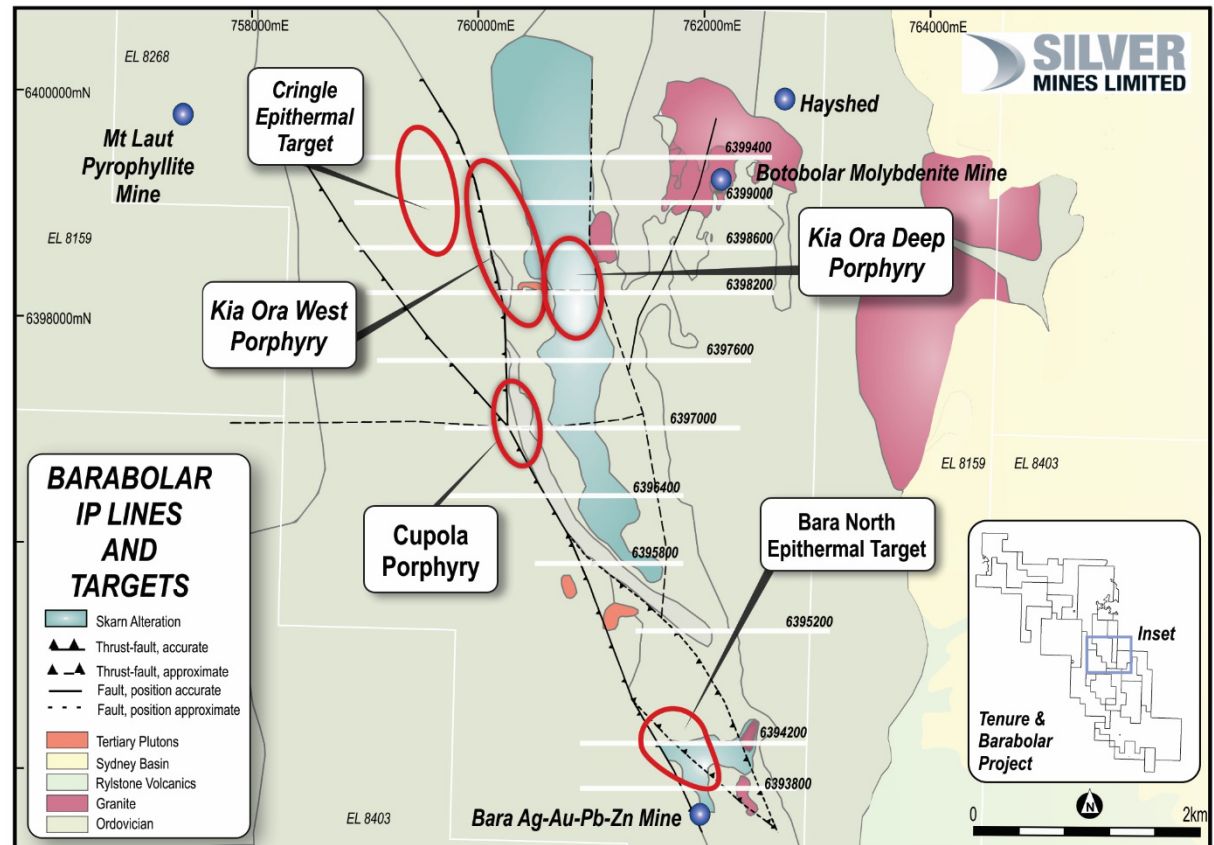 758000mE
760000mE
762000mE
764000mE
SILVER
MINES LIMITED
EL 8268
6400000mN
Cringle
Epithermal
Target
Hayshed
Mt Laut
Pyrophyllite
Mine
6399400
Botobolar Molybdenite Mine
6399000
EL 8159
6398600
Kia Ora Deep
Porphyry
6398200
Kia Ora West
Porphyry
6398000mN
6397600
6397000
EL 8159
EL 8403
6396400
Cupola
Porphyry
Bara North
Epithermal Target
6395800
6395200
6394200
6393800
Bara Ag-Au-Pb-Zn Mine
EL 8403
BARABOLAR
IP LINES
AND
TARGETS
Skarn Alteration
Thrust-fault, accurate
Thrust-fault, approximate
Fault, position accurate
Fault, position approximate
Tertiary Plutons
Sydney Basin
Rylstone Volcanics
Granite
Ordovician
Inset
Tenure &
Barabolar
Project
N
0
2km